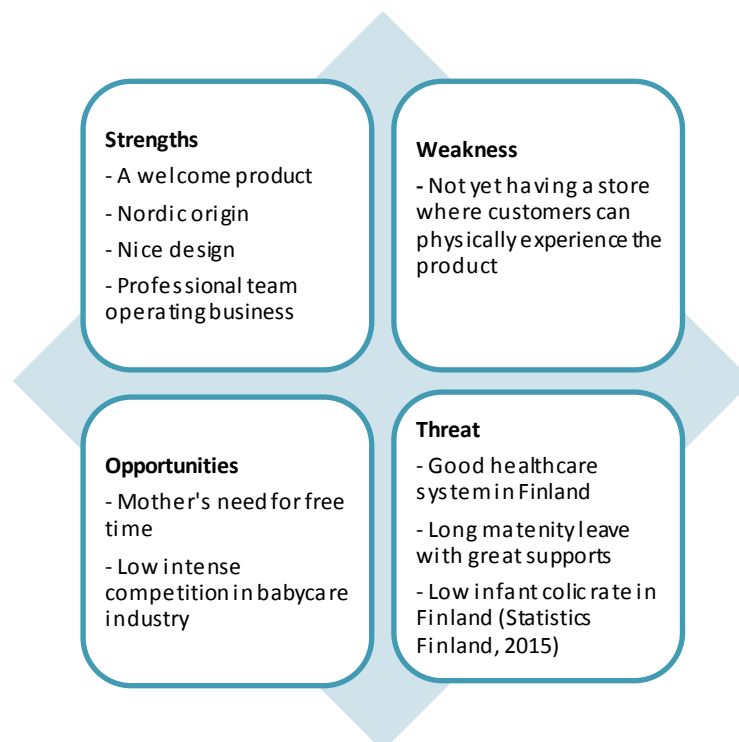 Strengths
- A welcome product
- Nordic origin
- Nice design
- Professional team
operating business
Weakness
- Not yet having a store
where customers can
physically experience the
product
Opportunities
- Mother's need for free
time
- Low intense
competition in babycare
industry
Threat
- Good healthcare
system in Finland
- Long matenity leave
with great supports
- Low infant colic rate in
Finland (Statistics
Finland, 2015)